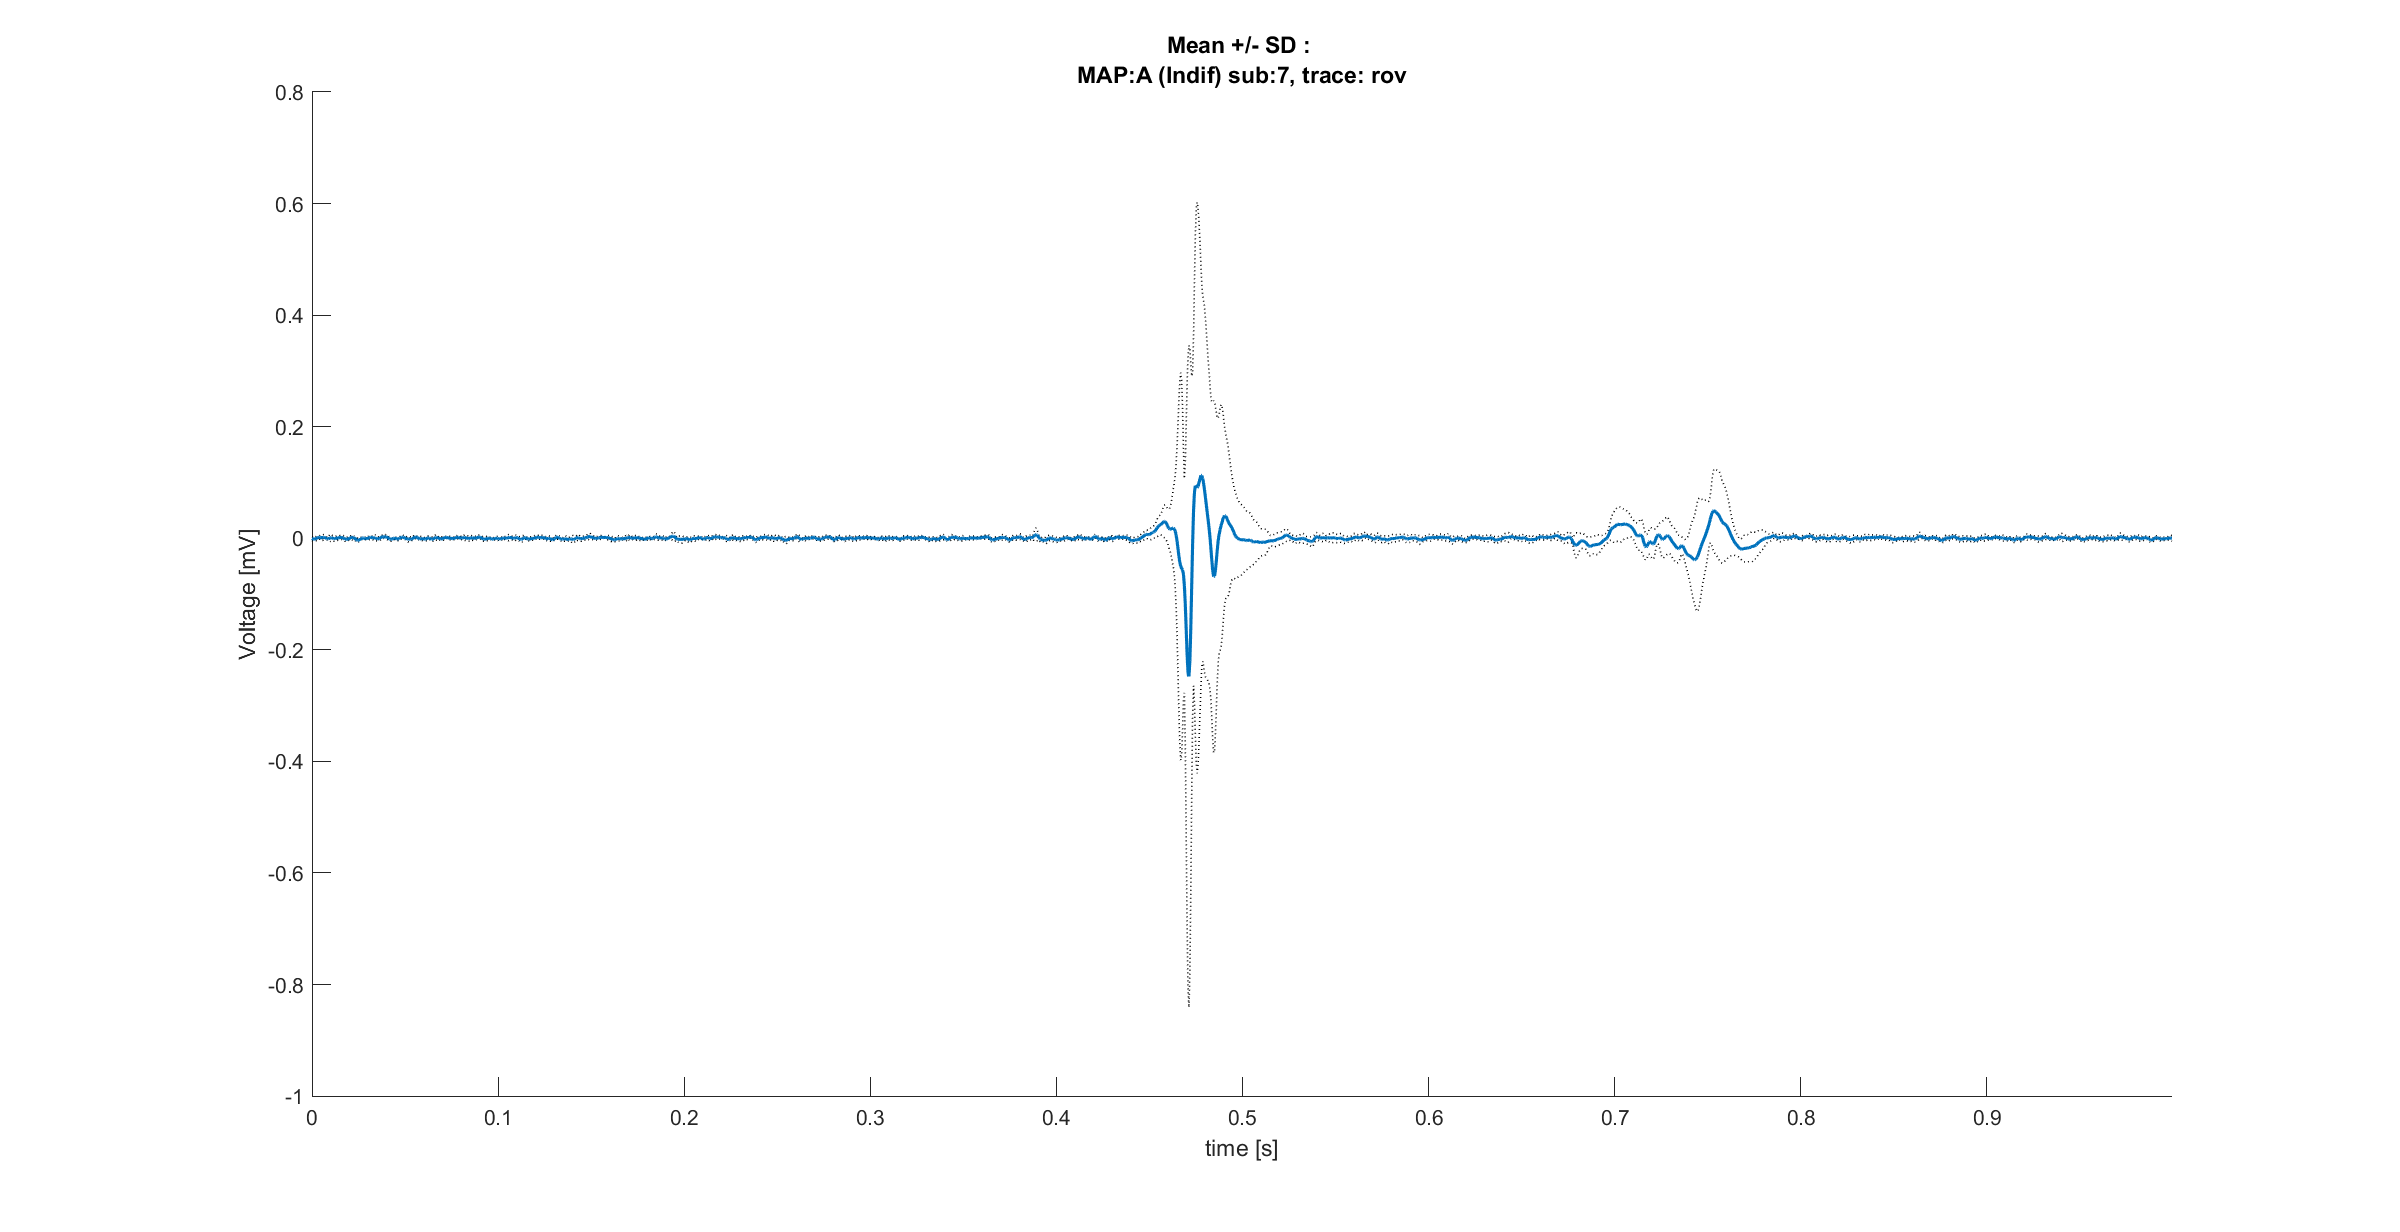 Mean +/- SD :
MAP:A (Indif) sub:7, trace: rov
0.8
0.6
0.4
0.2
0
-0.2
-0.4
-0.6
-0.8
-1
Voltage [mV]
0 0.1 0.2 0.3 0.4 0.5 0.6 0.7 0.8 0.9
time [s]